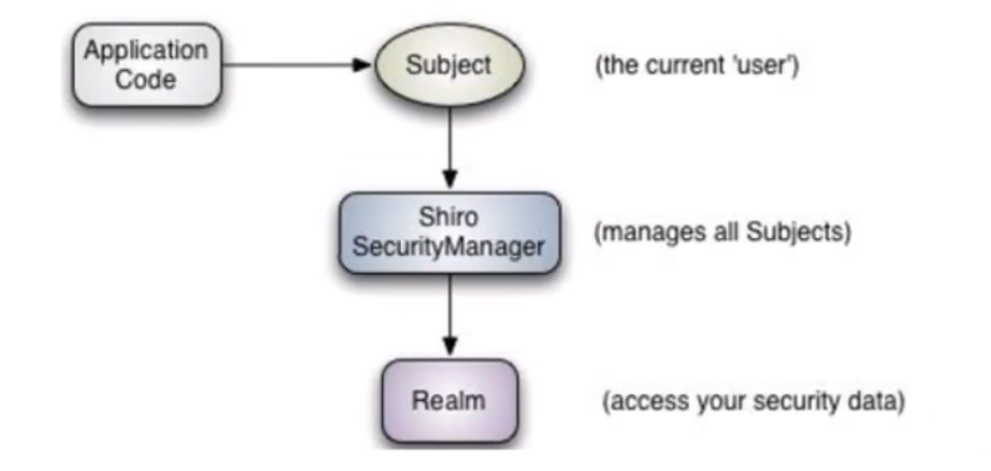 Application
Code
Subject
(the current 'user')
Shiro
SecurityManager
(manages all Subjects)
Realm
(access your security data)